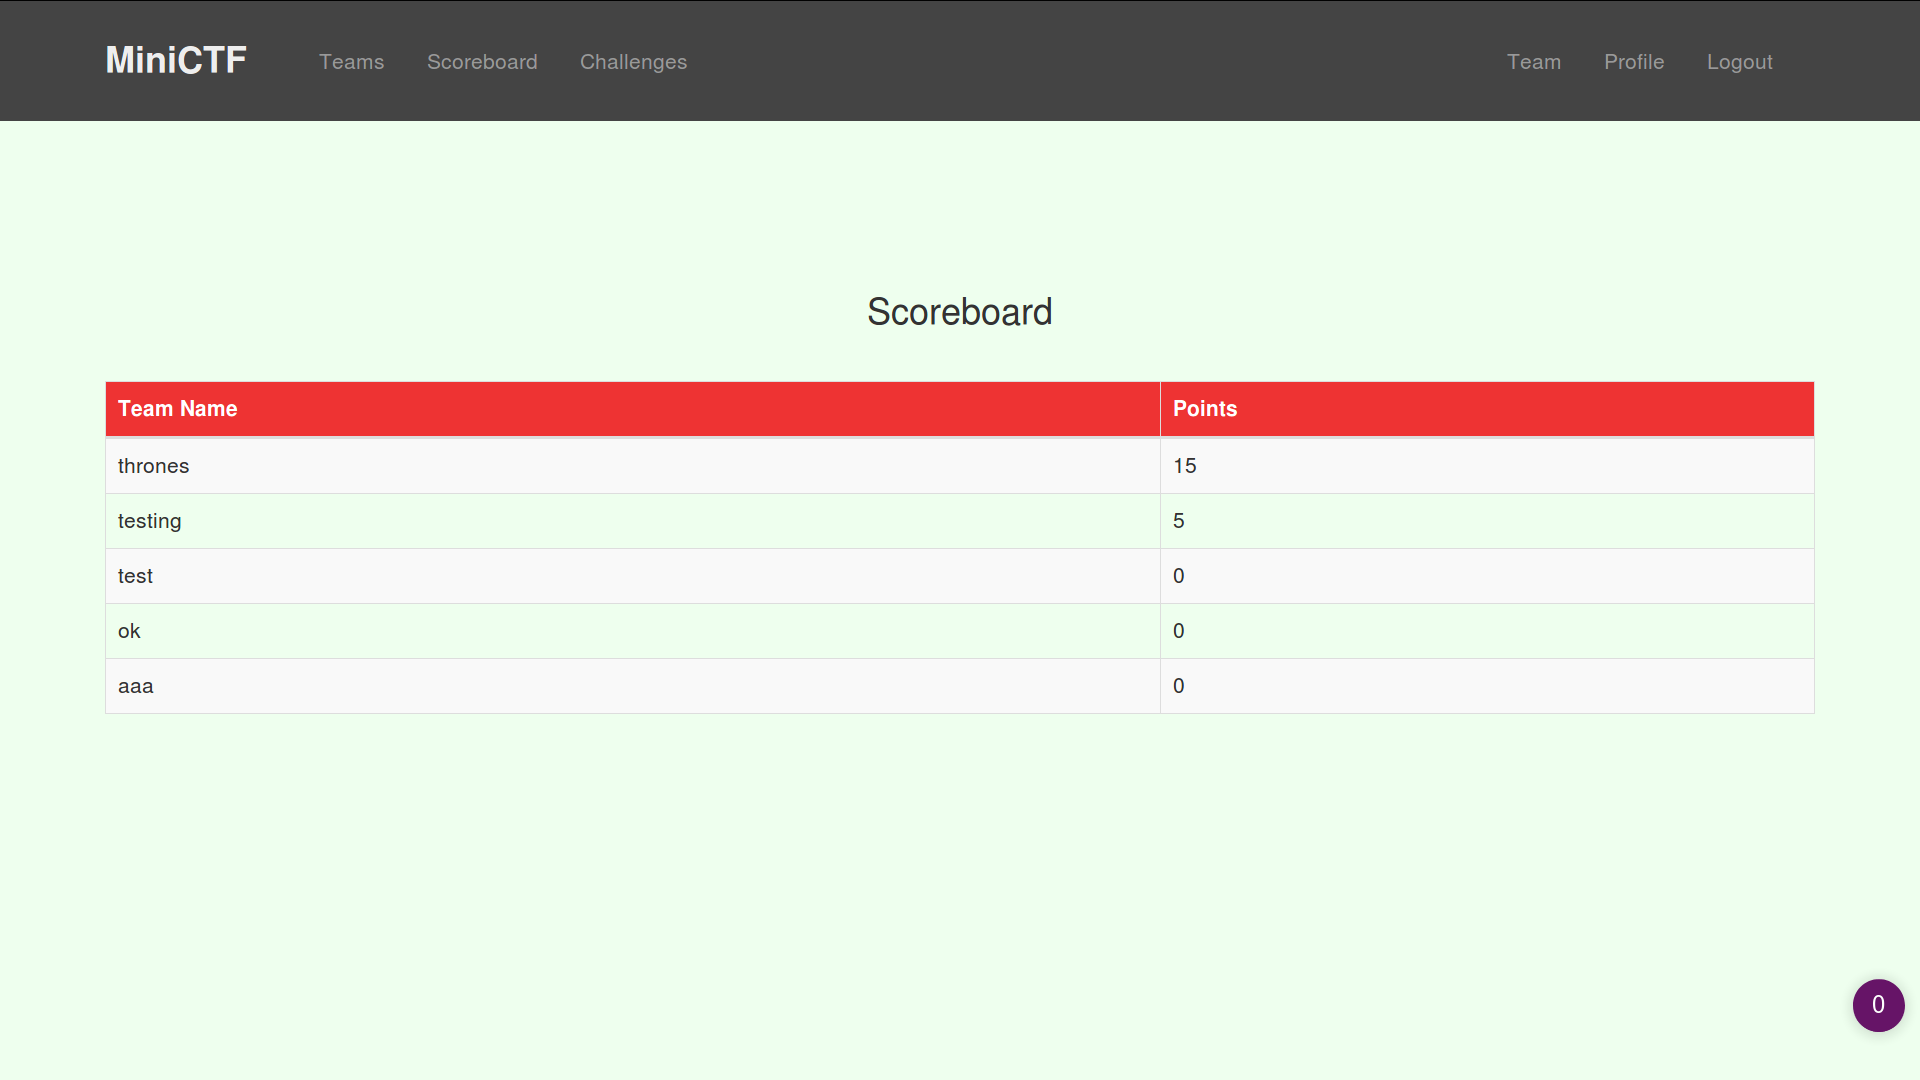 MiniCTF Teams Scoreboard Challenges Team Profile Logout
Scoreboard
Team Name Points
thrones 15
testing 5
test 0
ok 0
aaa 0
0